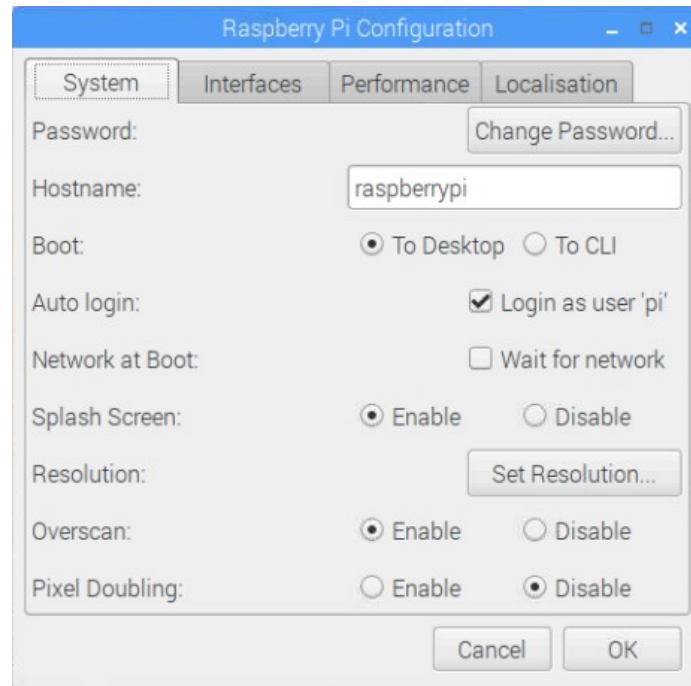 Raspberry Pi Configuration
System Interfaces Performance Localisation
Password: Change Password...
Hostname: raspberrypi
Boot: To Desktop To CLI
Auto login: Login as user 'pi'
Network at Boot: Wait for network
Splash Screen: Enable Disable
Resolution: Set Resolution...
Overscan: Enable Disable
Pixel Doubling: Enable Disable
Cancel OK